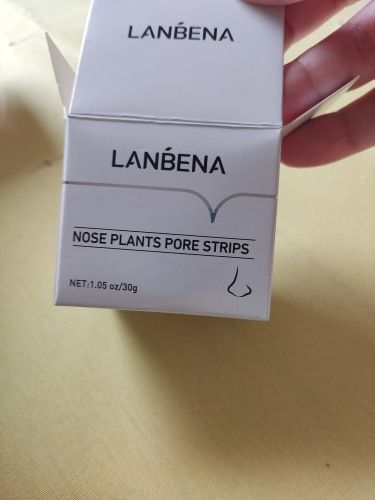 LANBENA
LANBENA
NOSE PLANTS PORE STRIPS
NET:1.05 oz/30g